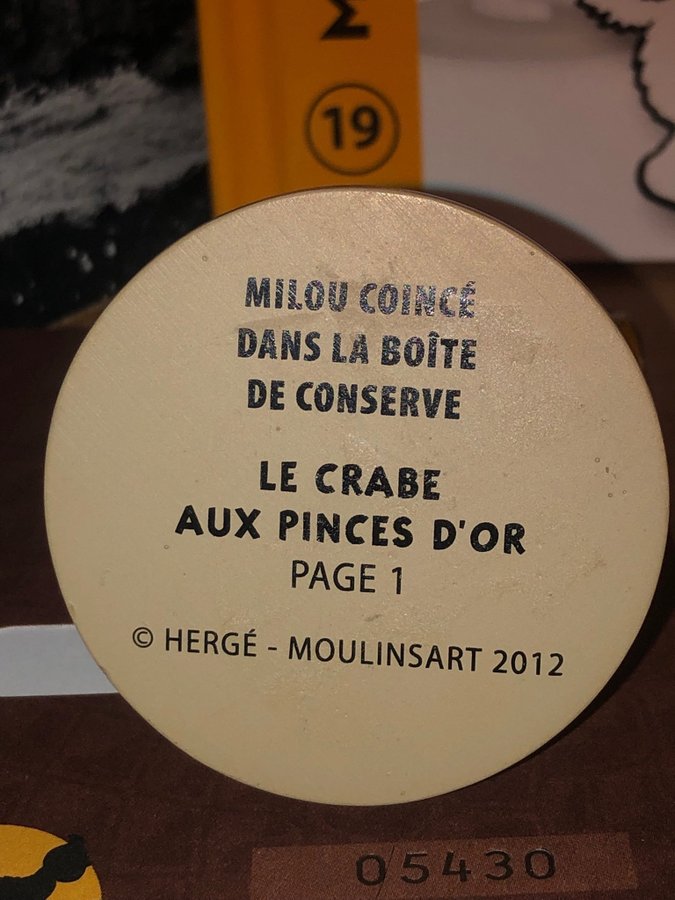 M
19
MILOU COINCÉ
DANS LA BOÎTE
DE CONSERVE
LE CRABE
AUX PINCES D'OR
PAGE 1
© HERGÉ - MOULINSART 2012
05430